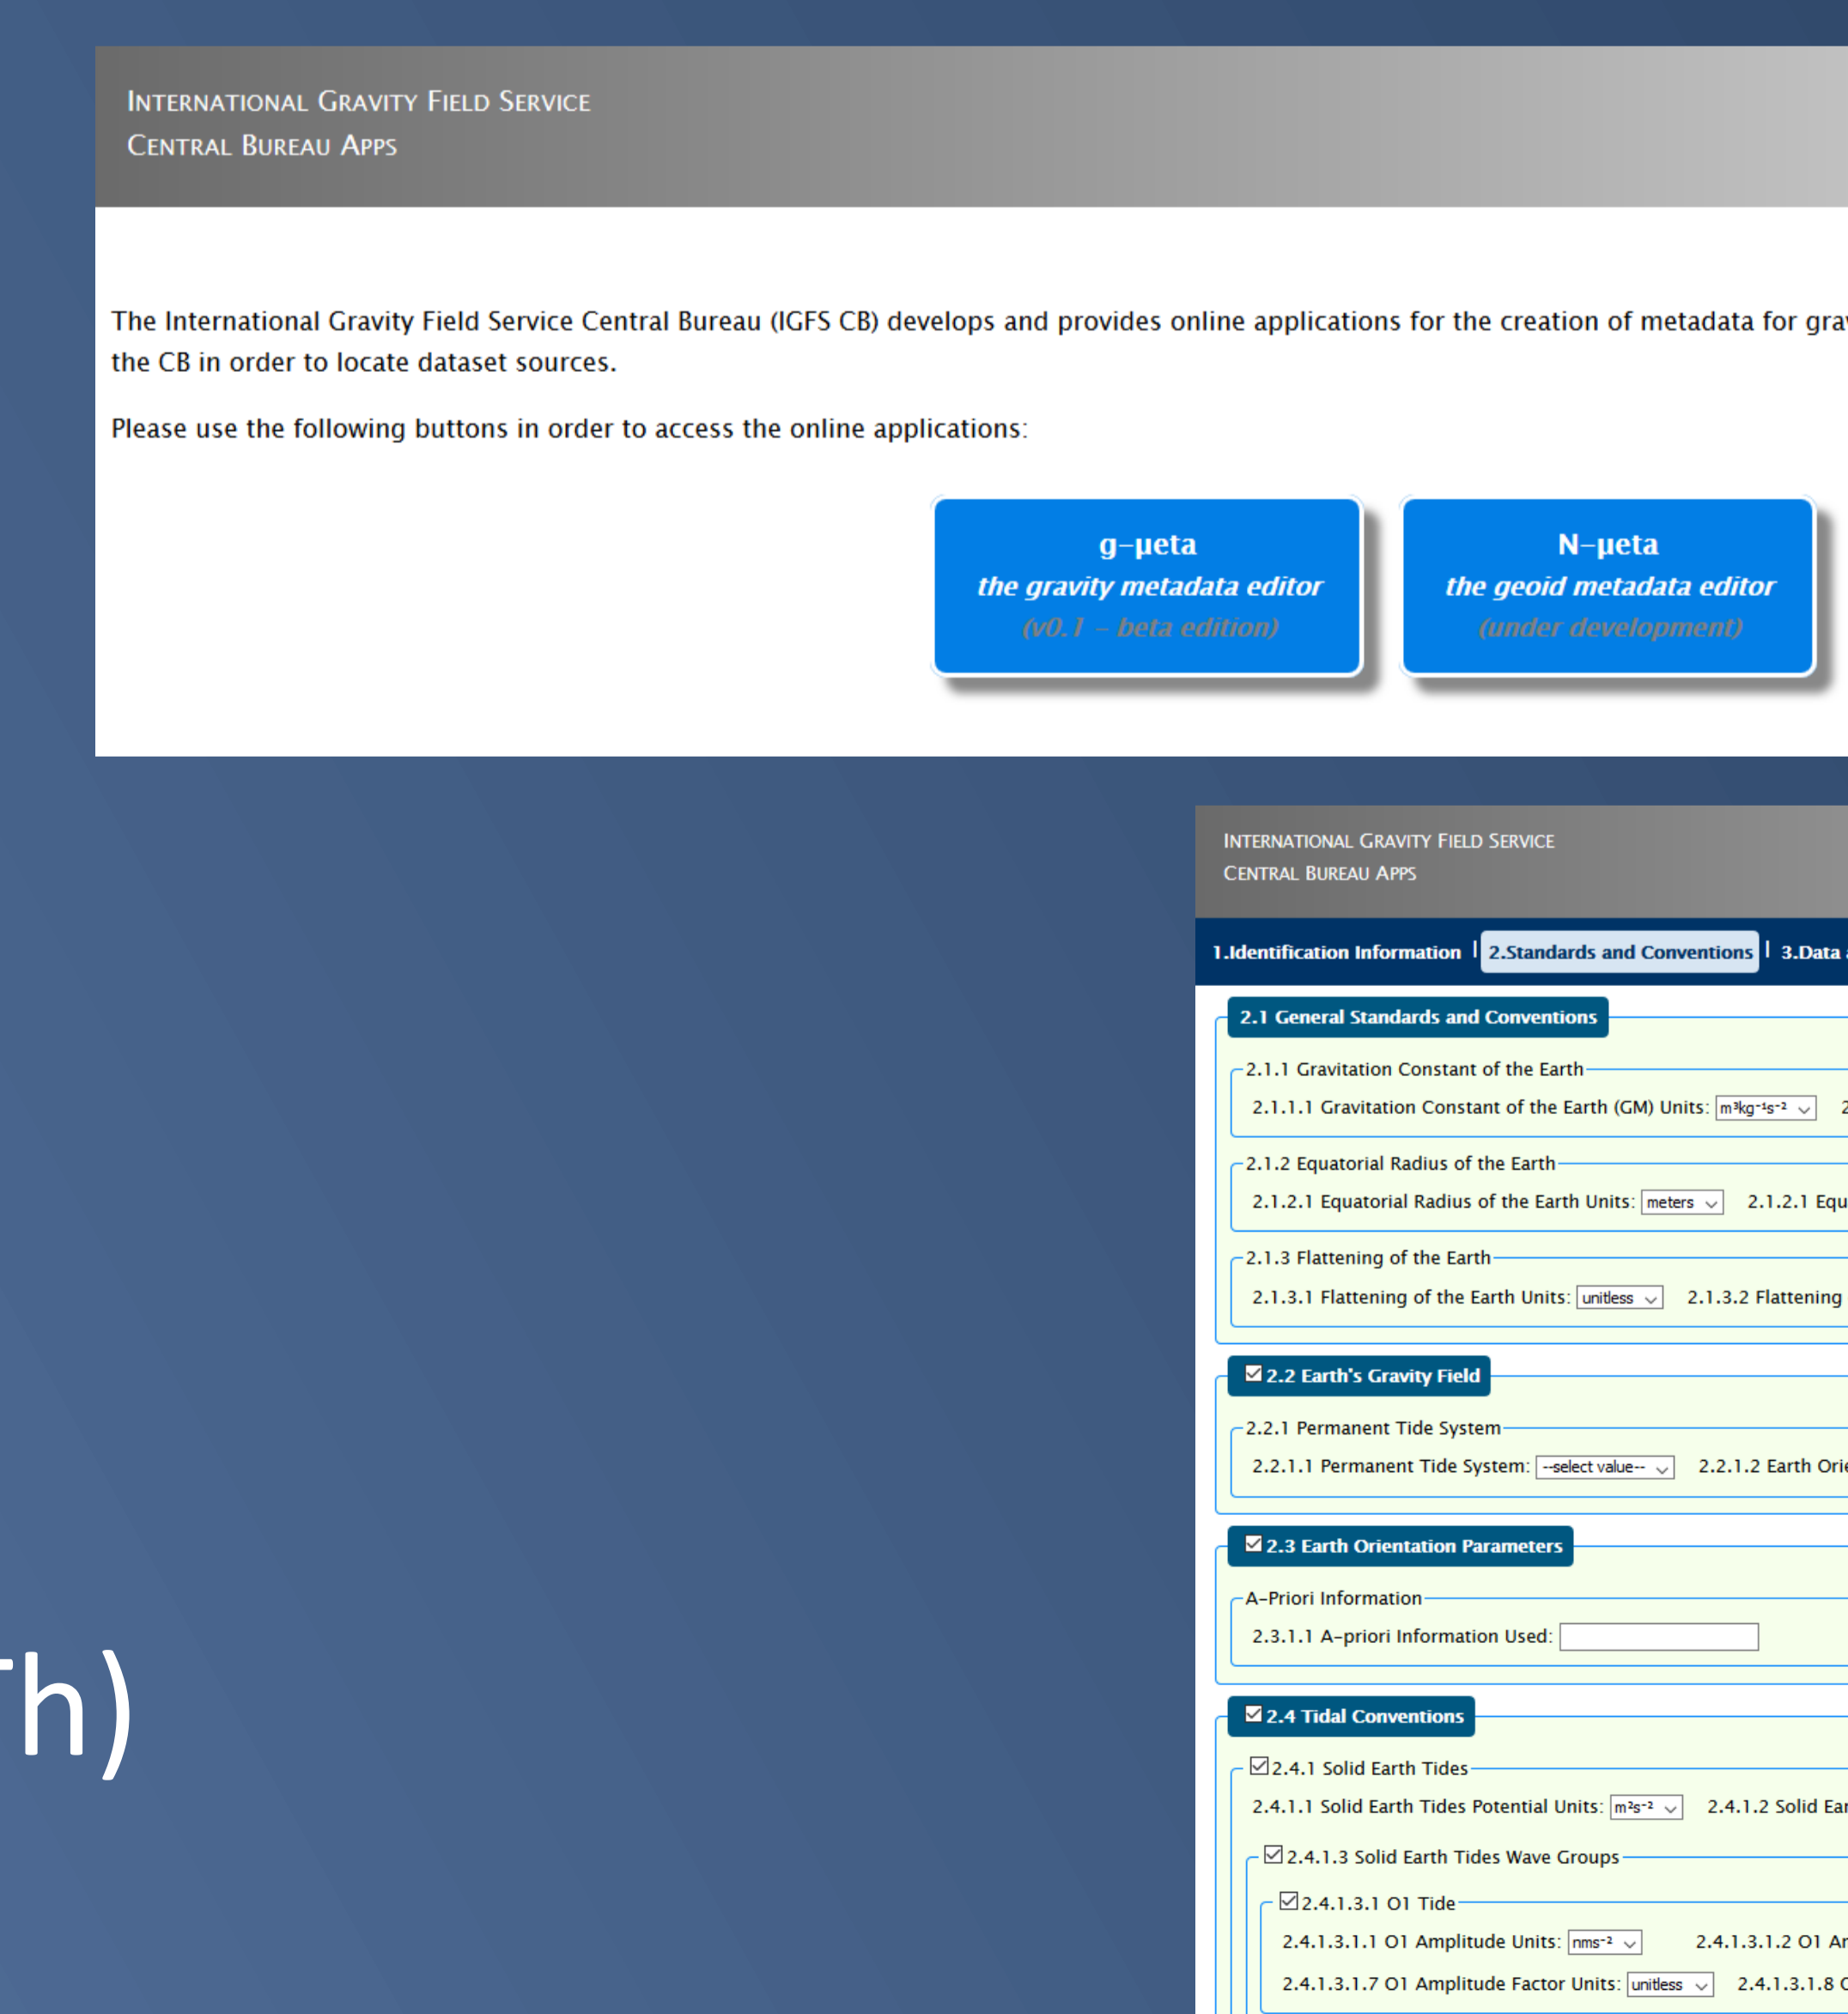 INTERNATIONAL GRAVITY FIELD SERVICE
CENTRAL BUREAU APPS
The International Gravity Field Service Central Bureau (IGFS CB) develops and provides online applications for the creation of metadata for
the CB in order to locate dataset sources.
Please use the following buttons in order to access the online applications:
g-μeta
the gravity metadata editor
(v0.1 - beta edition)
N-μeta
the geoid metadata editor
(under development)
INTERNATIONAL GRAVITY FIELD SERVICE
CENTRAL BUREAU APPS
1.Identification Information | 2.Standards and Conventions | 3.Data
2.1 General Standards and Conventions
2.1.1 Gravitation Constant of the Earth
2.1.1.1 Gravitation Constant of the Earth (GM) Units: m³kg⁻¹s⁻² 2
2.1.2 Equatorial Radius of the Earth
2.1.2.1 Equatorial Radius of the Earth Units: meters 2.1.2.1 Equ
2.1.3 Flattening of the Earth
2.1.3.1 Flattening of the Earth Units: unitless 2.1.3.2 Flattening
2.2 Earth's Gravity Field
2.2.1 Permanent Tide System
2.2.1.1 Permanent Tide System: --select value-- 2.2.1.2 Earth Orie
2.3 Earth Orientation Parameters
A-Priori Information
2.3.1.1 A-priori Information Used:
2.4 Tidal Conventions
2.4.1 Solid Earth Tides
2.4.1.1 Solid Earth Tides Potential Units: m²s⁻² 2.4.1.2 Solid Ear
2.4.1.3 Solid Earth Tides Wave Groups
2.4.1.3.1 O1 Tide
2.4.1.3.1.1 O1 Amplitude Units: nms⁻² 2.4.1.3.1.2 O1 Am
2.4.1.3.1.7 O1 Amplitude Factor Units: unitless 2.4.1.3.1.8
h)